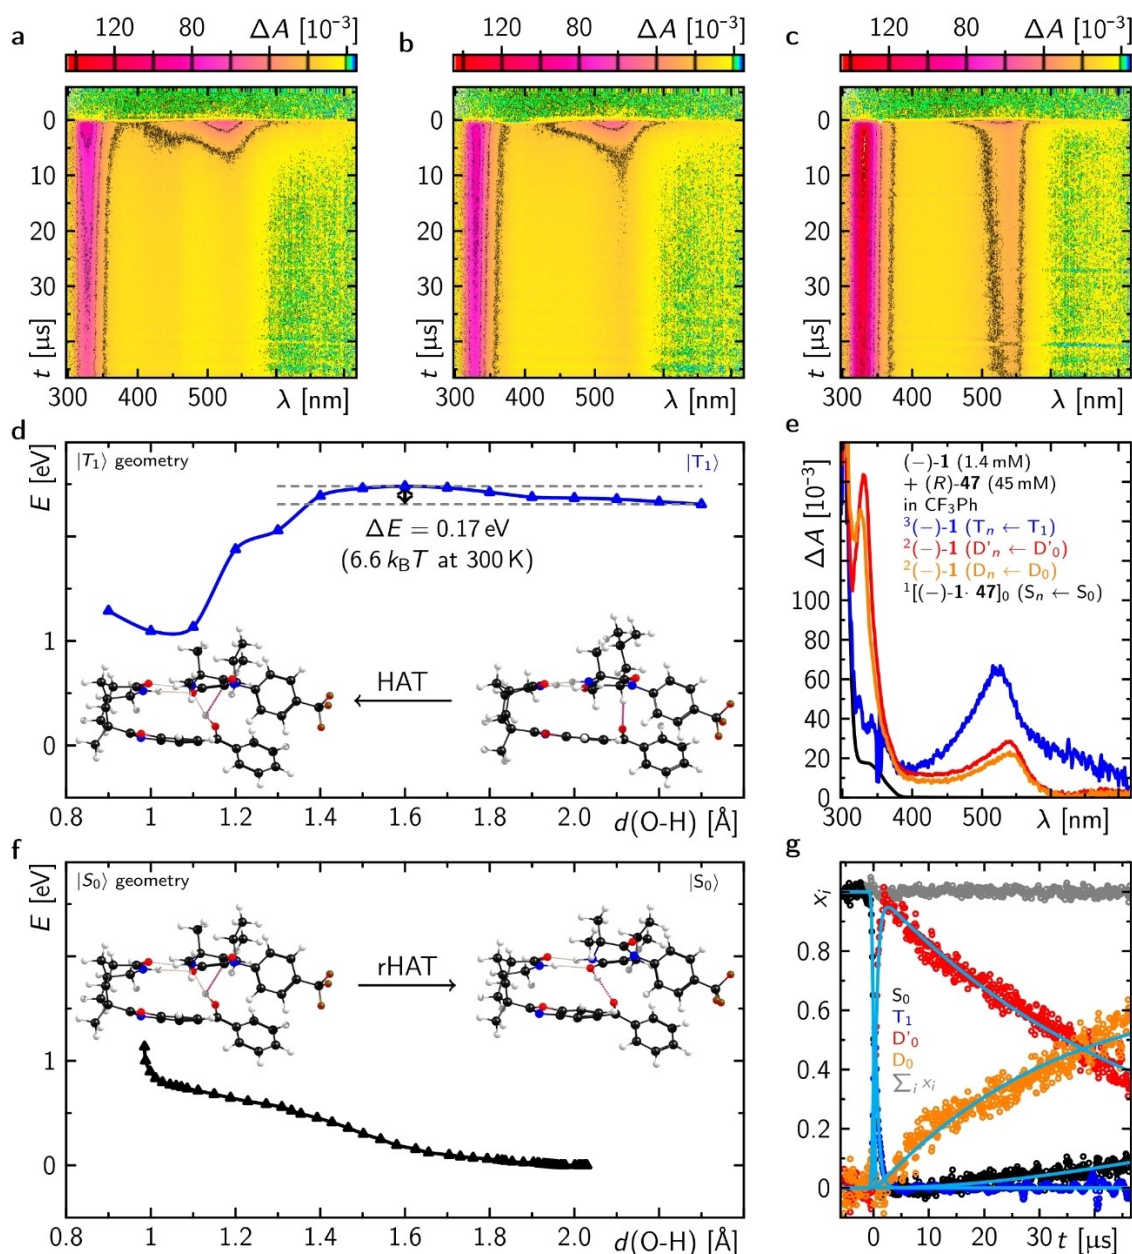 a
120 80 ΔA [10⁻³]
b
120 80 ΔA [10⁻³]
c
120 80 ΔA [10⁻³]
0
10
20
30
t [µs]
300 400 500 λ [nm]
0
10
20
30
t [µs]
300 400 500 λ [nm]
0
10
20
30
t [µs]
300 400 500 λ [nm]
d
E [eV]
1
0
|T₁⟩ geometry
|T₁⟩
ΔE = 0.17 eV
(6.6 k_BT at 300 K)
HAT
0.8 1 1.2 1.4 1.6 1.8 2.0 d(O-H) [Å]
e
ΔA [10⁻³]
100
80
60
40
20
0
(−)-1 (1.4 mM)
+ (R)-47 (45 mM)
in CF₃Ph
³(−)-1 (Tₙ ← T₁)
²(−)-1 (D'ₙ ← D'₀)
²(−)-1 (Dₙ ← D₀)
¹[(−)-1· 47]₀ (Sₙ ← S₀)
300 400 500 λ [nm]
f
E [eV]
1
0
|S₀⟩ geometry
|S₀⟩
rHAT
0.8 1 1.2 1.4 1.6 1.8 2.0 d(O-H) [Å]
g
xᵢ
0.8
0.6
0.4
0.2
0
S₀
T₁
D'₀
D₀
∑ᵢ xᵢ
0 10 20 30 t [µs]